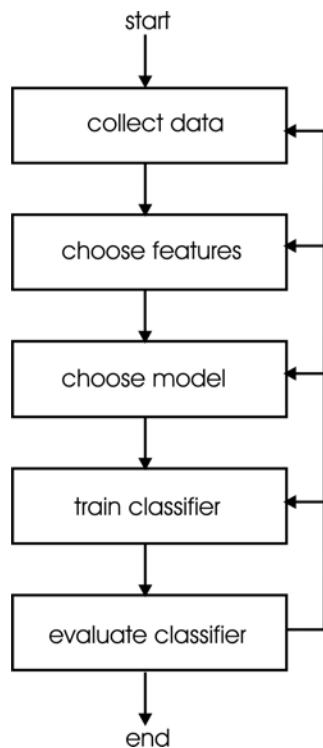 start
collect data
choose features
choose model
train classifier
evaluate classifier
end